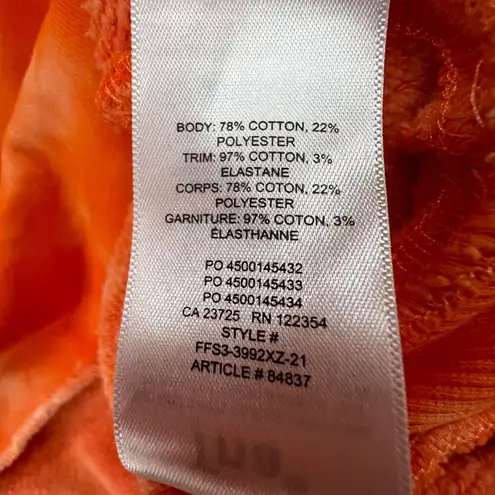 BODY: 78% COTTON, 22%
POLYESTER
TRIM: 97% COTTON, 3%
ELASTANE
CORPS: 78% COTON, 22%
POLYESTER
GARNITURE: 97% COTON, 3%
ÉLASTHANNE
PO 4500145432
PO 4500145433
PO 4500145434
CA 23725 RN 122354
STYLE #
FFS3-3992XZ-21
ARTICLE # 84837